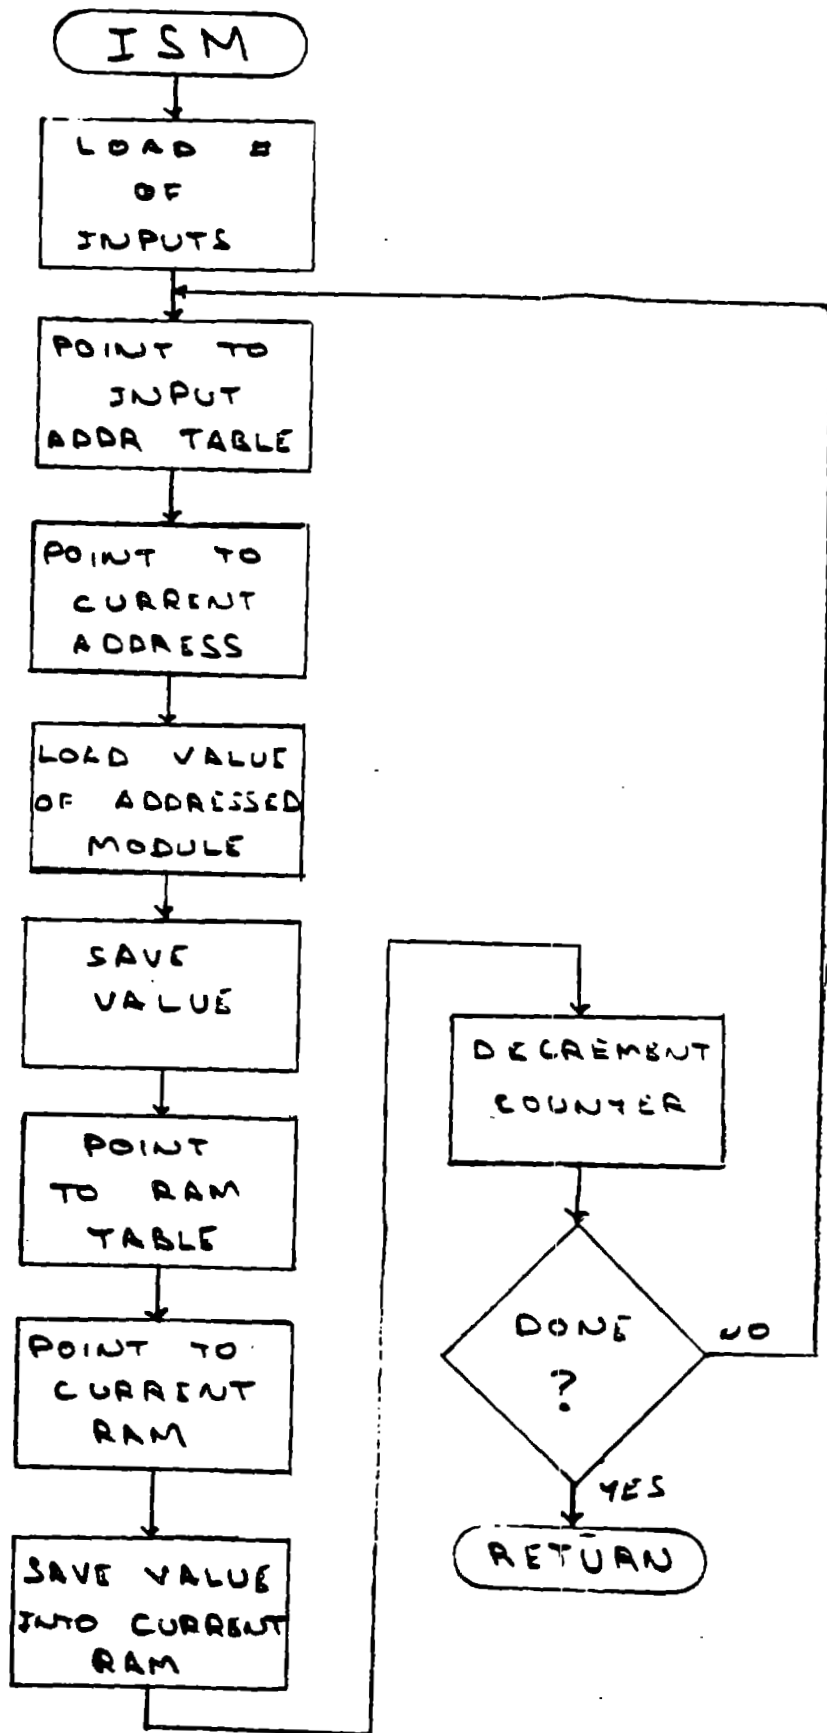 ISM
LOAD #
OF
INPUTS
POINT TO
INPUT
ADDR TABLE
POINT TO
CURRENT
ADDRESS
LOAD VALUE
OF ADDRESSED
MODULE
SAVE
VALUE
POINT
TO RAM
TABLE
POINT TO
CURRENT
RAM
SAVE VALUE
INTO CURRENT
RAM
DECREMENT
COUNTER
DONE
?
NO
YES
RETURN